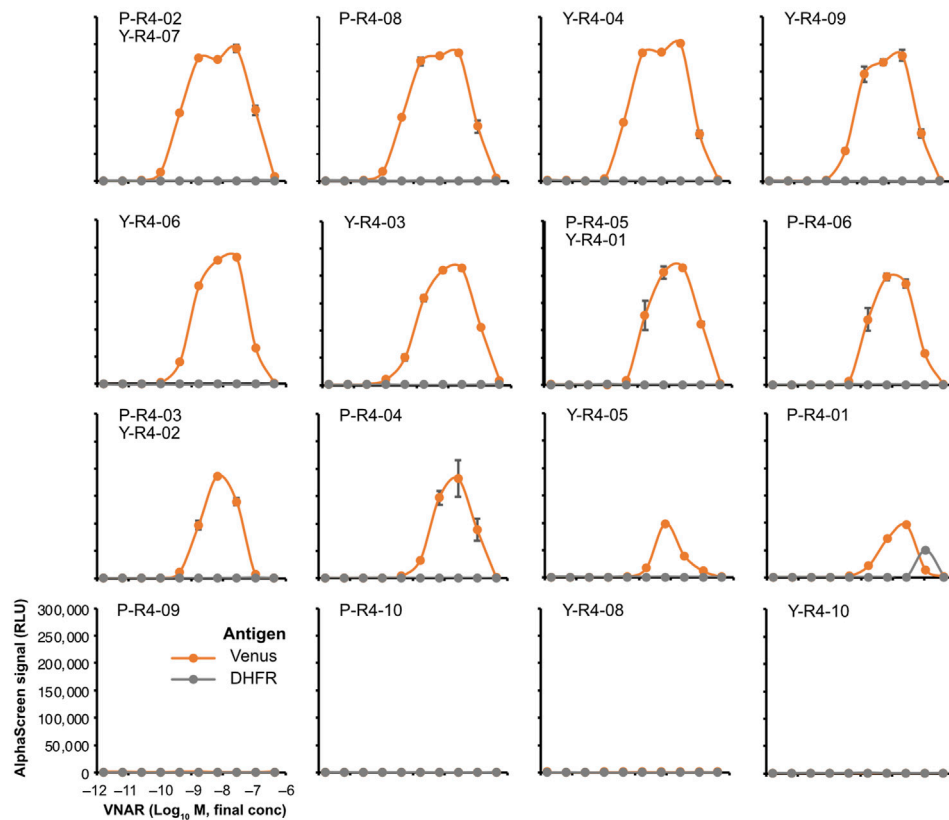 P-R4-02
Y-R4-07
P-R4-08
Y-R4-04
Y-R4-09
Y-R4-06
Y-R4-03
P-R4-05
Y-R4-01
P-R4-06
P-R4-03
Y-R4-02
P-R4-04
Y-R4-05
P-R4-01
P-R4-09
P-R4-10
Y-R4-08
Y-R4-10
AlphaScreen signal (RLU)
300,000
250,000
200,000
150,000
100,000
50,000
0
Antigen
Venus
DHFR
−12 −11 −10 −9 −8 −7 −6
VNAR (Log₁₀ M, final conc)